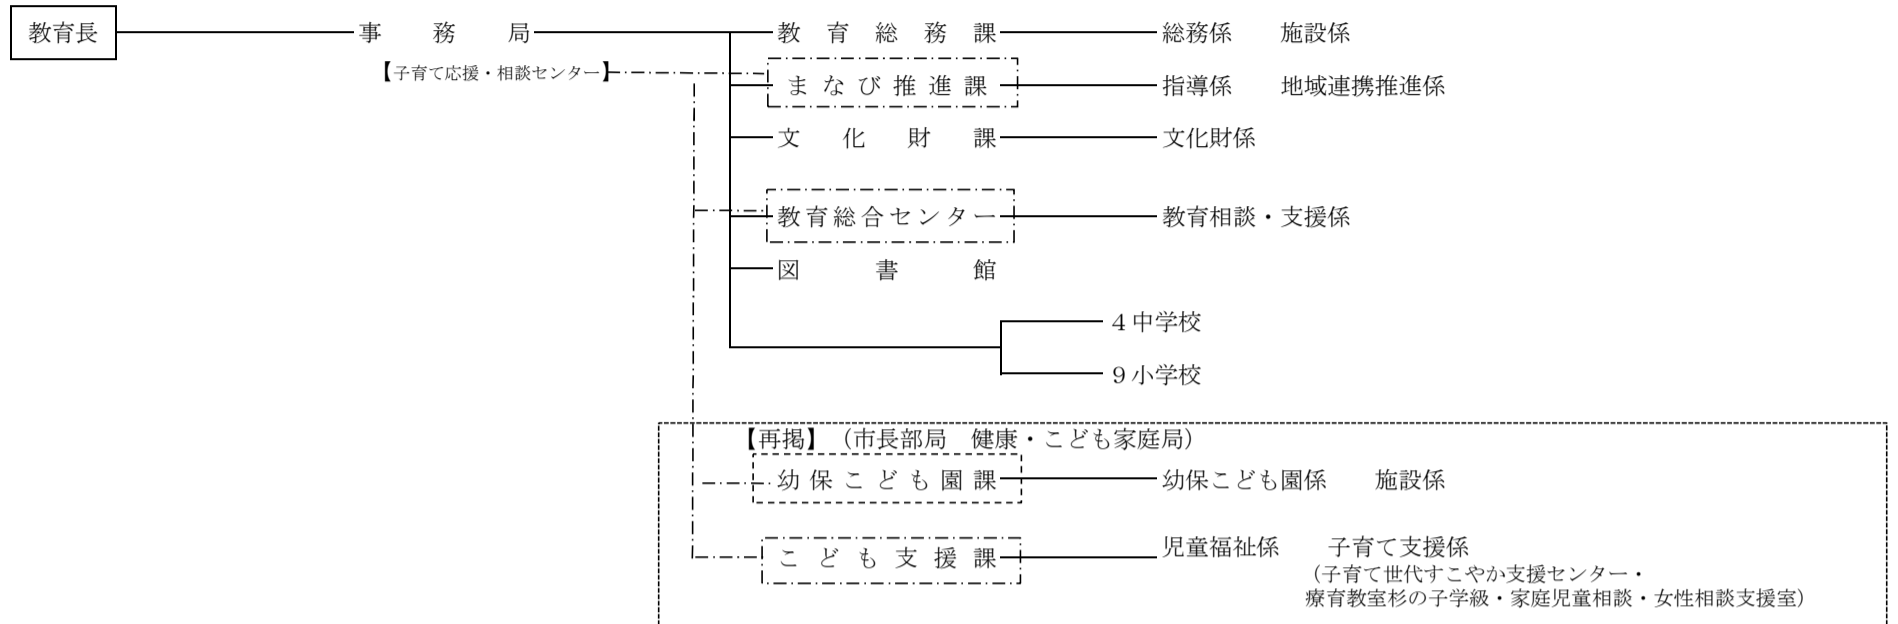 教育長 事務局 教育総務課 総務係 施設係
【子育て応援・相談センター】
まなび推進課 指導係 地域連携推進係
文化財課 文化財係
教育総合センター 教育相談・支援係
図書館
４中学校
９小学校
【再掲】（市長部局 健康・こども家庭局）
幼保こども園課 幼保こども園係 施設係
こども支援課 児童福祉係 子育て支援係
（子育て世代すこやか支援センター・
療育教室杉の子学級・家庭児童相談・女性相談支援室）